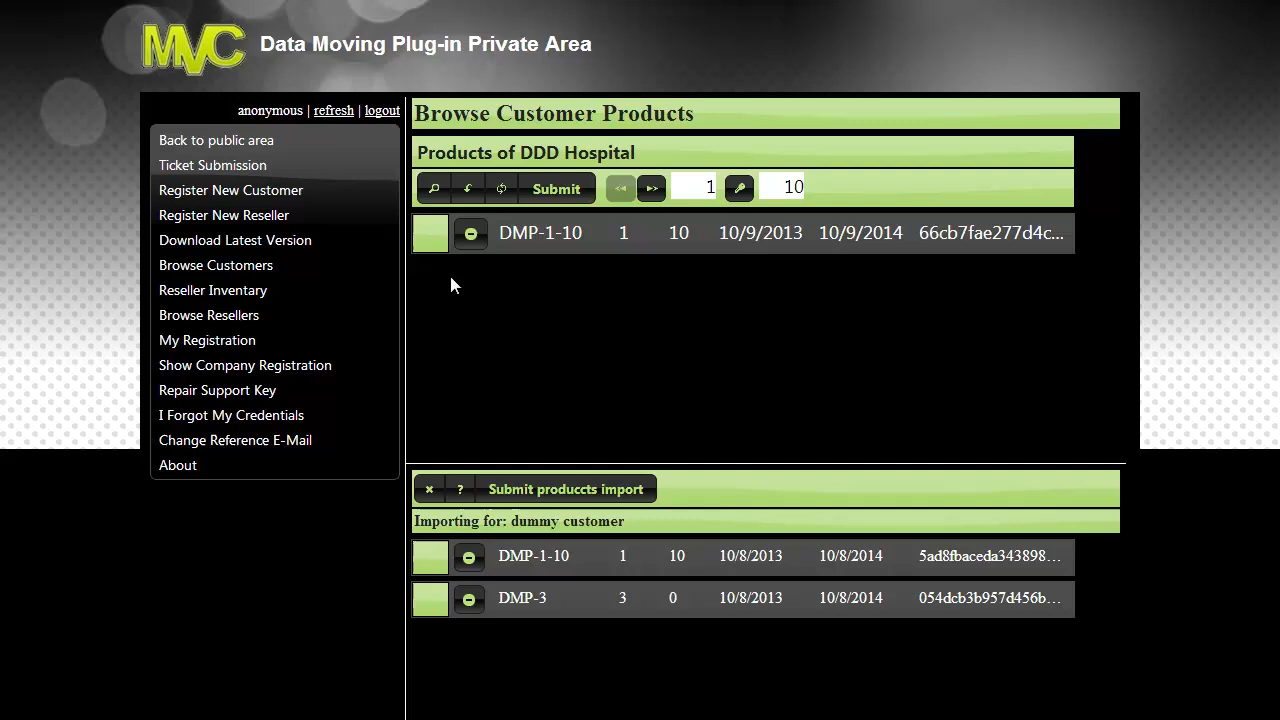 MVC Data Moving Plug-in Private Area
anonymous | refresh | logout
Back to public area
Ticket Submission
Register New Customer
Register New Reseller
Download Latest Version
Browse Customers
Reseller Inventory
Browse Resellers
My Registration
Show Company Registration
Repair Support Key
I Forgot My Credentials
Change Reference E-Mail
About
Browse Customer Products
Products of DDD Hospital
Submit << >> 1 10
DMP-1-10 1 10 10/9/2013 10/9/2014 66cb7fae277d4c...
? Submit produccts import
Importing for: dummy customer
DMP-1-10 1 10 10/8/2013 10/8/2014 5ad8fbaceda343898...
DMP-3 3 0 10/8/2013 10/8/2014 054dcb3b957d456b...